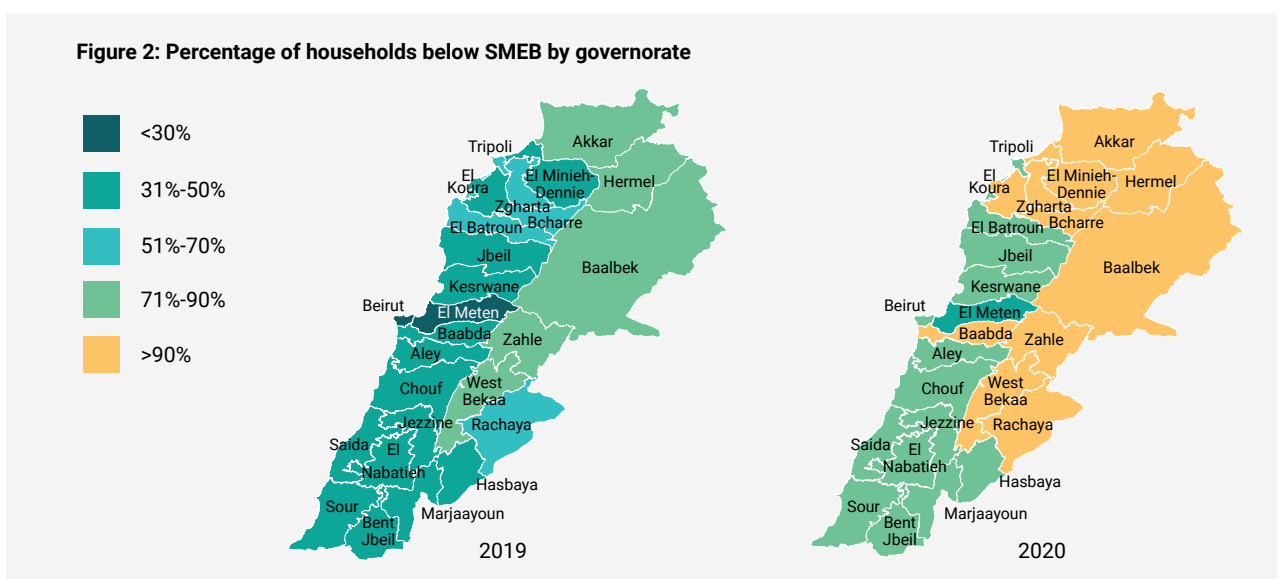 Figure 2: Percentage of households below SMEB by governorate
<30%
31%-50%
51%-70%
71%-90%
>90%
Akkar
Tripoli
El
Koura
El Minieh-
Dennie
Hermel
Zgharta
Bcharre
El Batroun
Jbeil
Baalbek
Kesrwane
Beirut
El Meten
Baabda
Zahle
Aley
Chouf
West
Bekaa
Jezzine
Rachaya
Saida
El
Nabatieh
Hasbaya
Sour
Marjaayoun
Bent
Jbeil
2019
Akkar
Tripoli
El
Koura
El Minieh-
Dennie
Hermel
Zgharta
Bcharre
El Batroun
Jbeil
Baalbek
Kesrwane
Beirut
El Meten
Baabda
Zahle
Aley
Chouf
West
Bekaa
Jezzine
Rachaya
Saida
El
Nabatieh
Hasbaya
Sour
Marjaayoun
Bent
Jbeil
2020